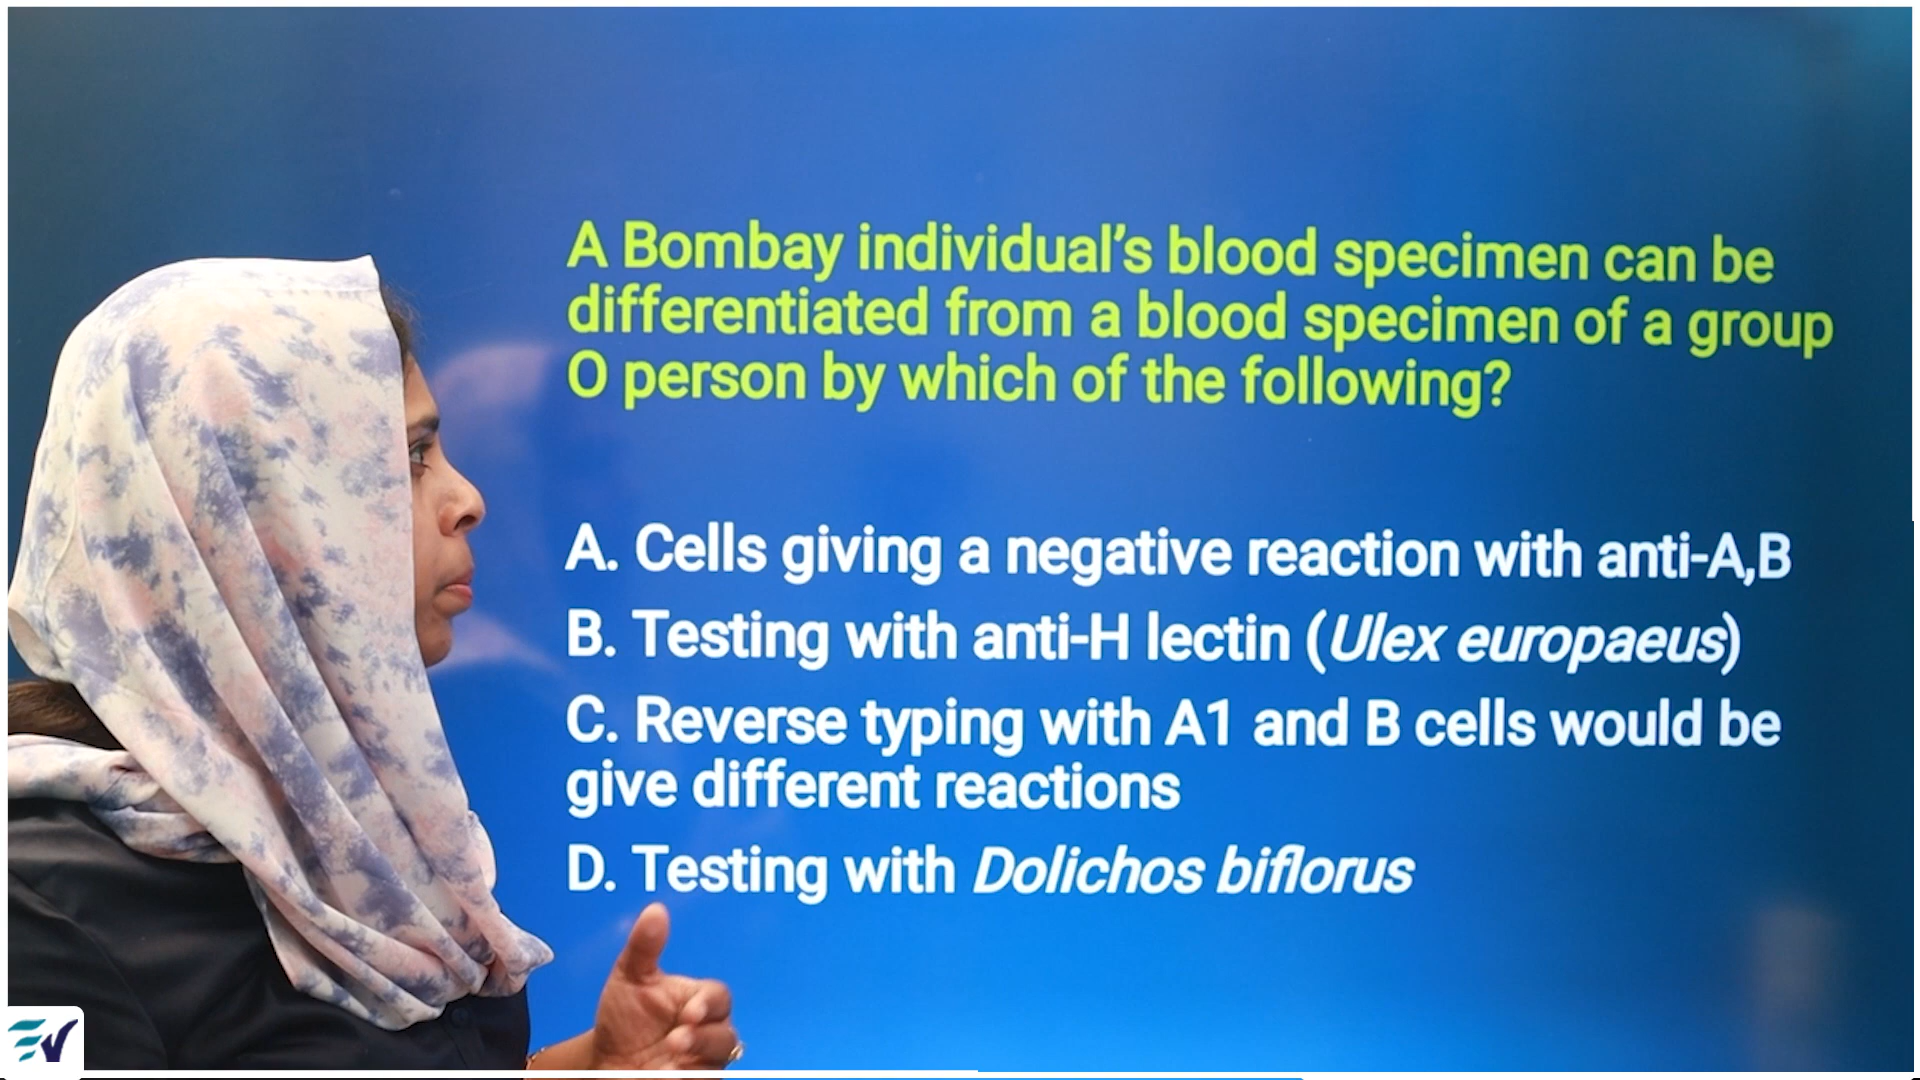 A Bombay individual's blood specimen can be
differentiated from a blood specimen of a group
O person by which of the following?
A. Cells giving a negative reaction with anti-A,B
B. Testing with anti-H lectin (Ulex europaeus)
C. Reverse typing with A1 and B cells would be
give different reactions
D. Testing with Dolichos biflorus